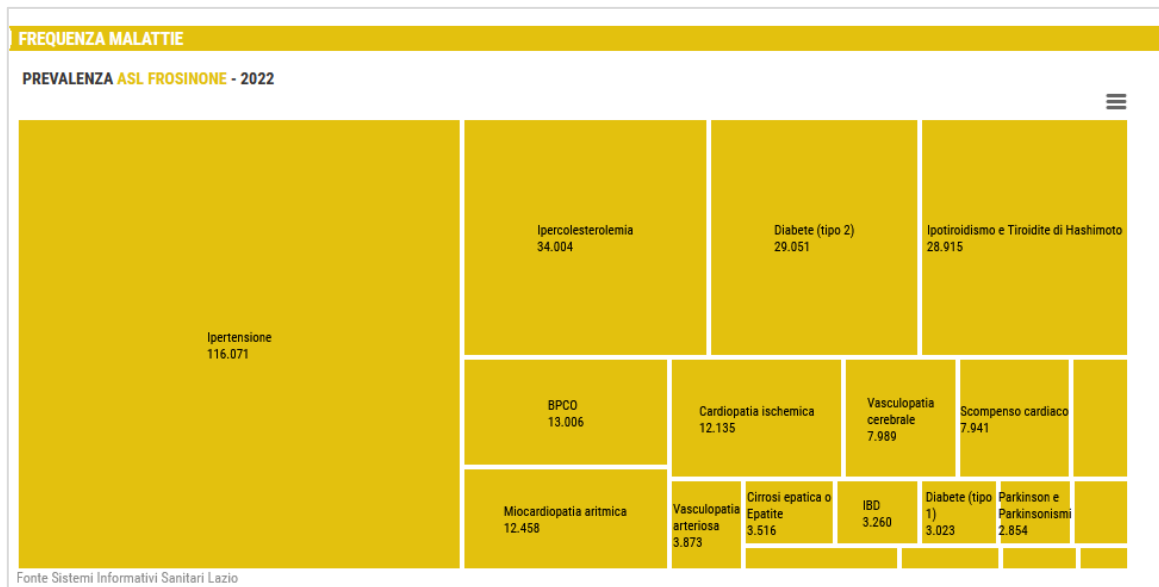 FREQUENZA MALATTIE
PREVALENZA ASL FROSINONE - 2022
Ipertensione
116.071
Ipercolesterolemia
34.004
Diabete (tipo 2)
29.051
Ipotiroidismo e Tiroidite di Hashimoto
28.915
BPCO
13.006
Miocardiopatia aritmica
12.458
Cardiopatia ischemica
12.135
Vasculopatia
cerebrale
7.989
Scompenso cardiaco
7.941
Vasculopatia
arteriosa
3.873
Cirrosi epatica o
Epatite
3.516
IBD
3.260
Diabete (tipo
1)
3.023
Parkinson e
Parkinsonismi
2.854
Fonte Sistemi Informativi Sanitari Lazio